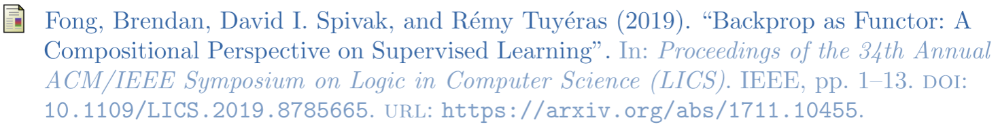 Fong, Brendan, David I. Spivak, and Rémy Tuyéras (2019). “Backprop as Functor: A
Compositional Perspective on Supervised Learning”. In: Proceedings of the 34th Annual
ACM/IEEE Symposium on Logic in Computer Science (LICS). IEEE, pp. 1–13. DOI:
10.1109/LICS.2019.8785665. URL: https://arxiv.org/abs/1711.10455.